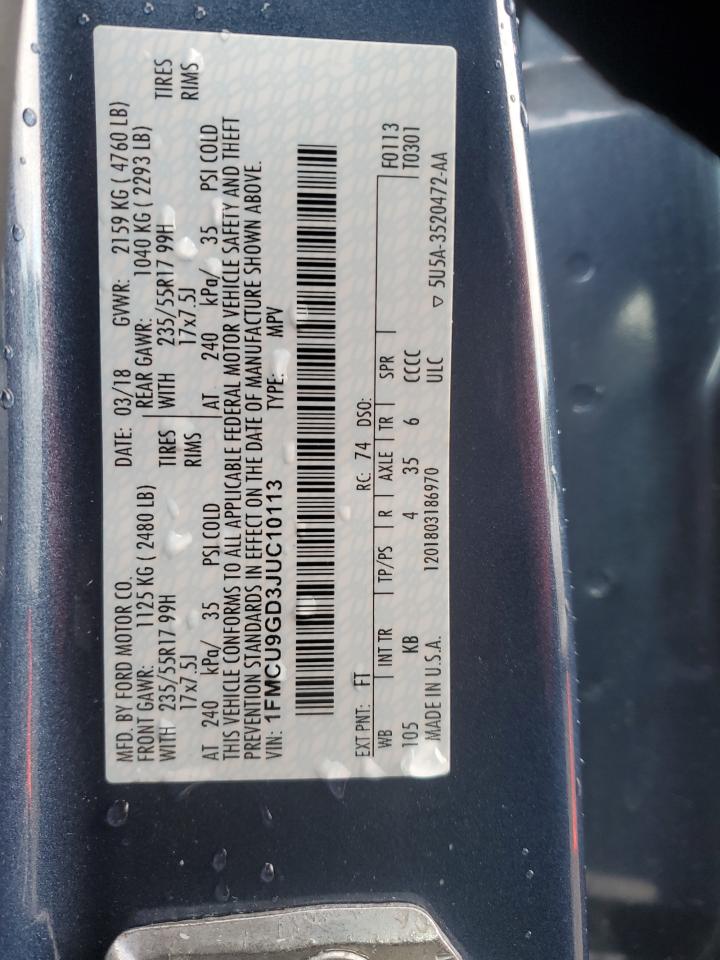 MFD. BY FORD MOTOR CO. DATE: 03/18 GVWR: 2159 KG ( 4760 LB)
FRONT GAWR: 1125 KG ( 2480 LB) REAR GAWR: 1040 KG ( 2293 LB)
WITH 235/55R17 99H TIRES WITH 235/55R17 99H TIRES
17x7.5J RIMS 17x7.5J RIMS
AT 240 kPa/ 35 PSI COLD AT 240 kPa/ 35 PSI COLD
THIS VEHICLE CONFORMS TO ALL APPLICABLE FEDERAL MOTOR VEHICLE SAFETY AND THEFT
PREVENTION STANDARDS IN EFFECT ON THE DATE OF MANUFACTURE SHOWN ABOVE.
VIN: 1FMCU9GD3JUC10113 TYPE: MPV
EXT PNT: FT RC: 74 DSO:
WB INT TR TP/PS R AXLE TR SPR F0113
105 KB 4 35 6 CCCC T0301
MADE IN U.S.A. 1201803186970 ULC ▽ 5U5A-3520472-AA